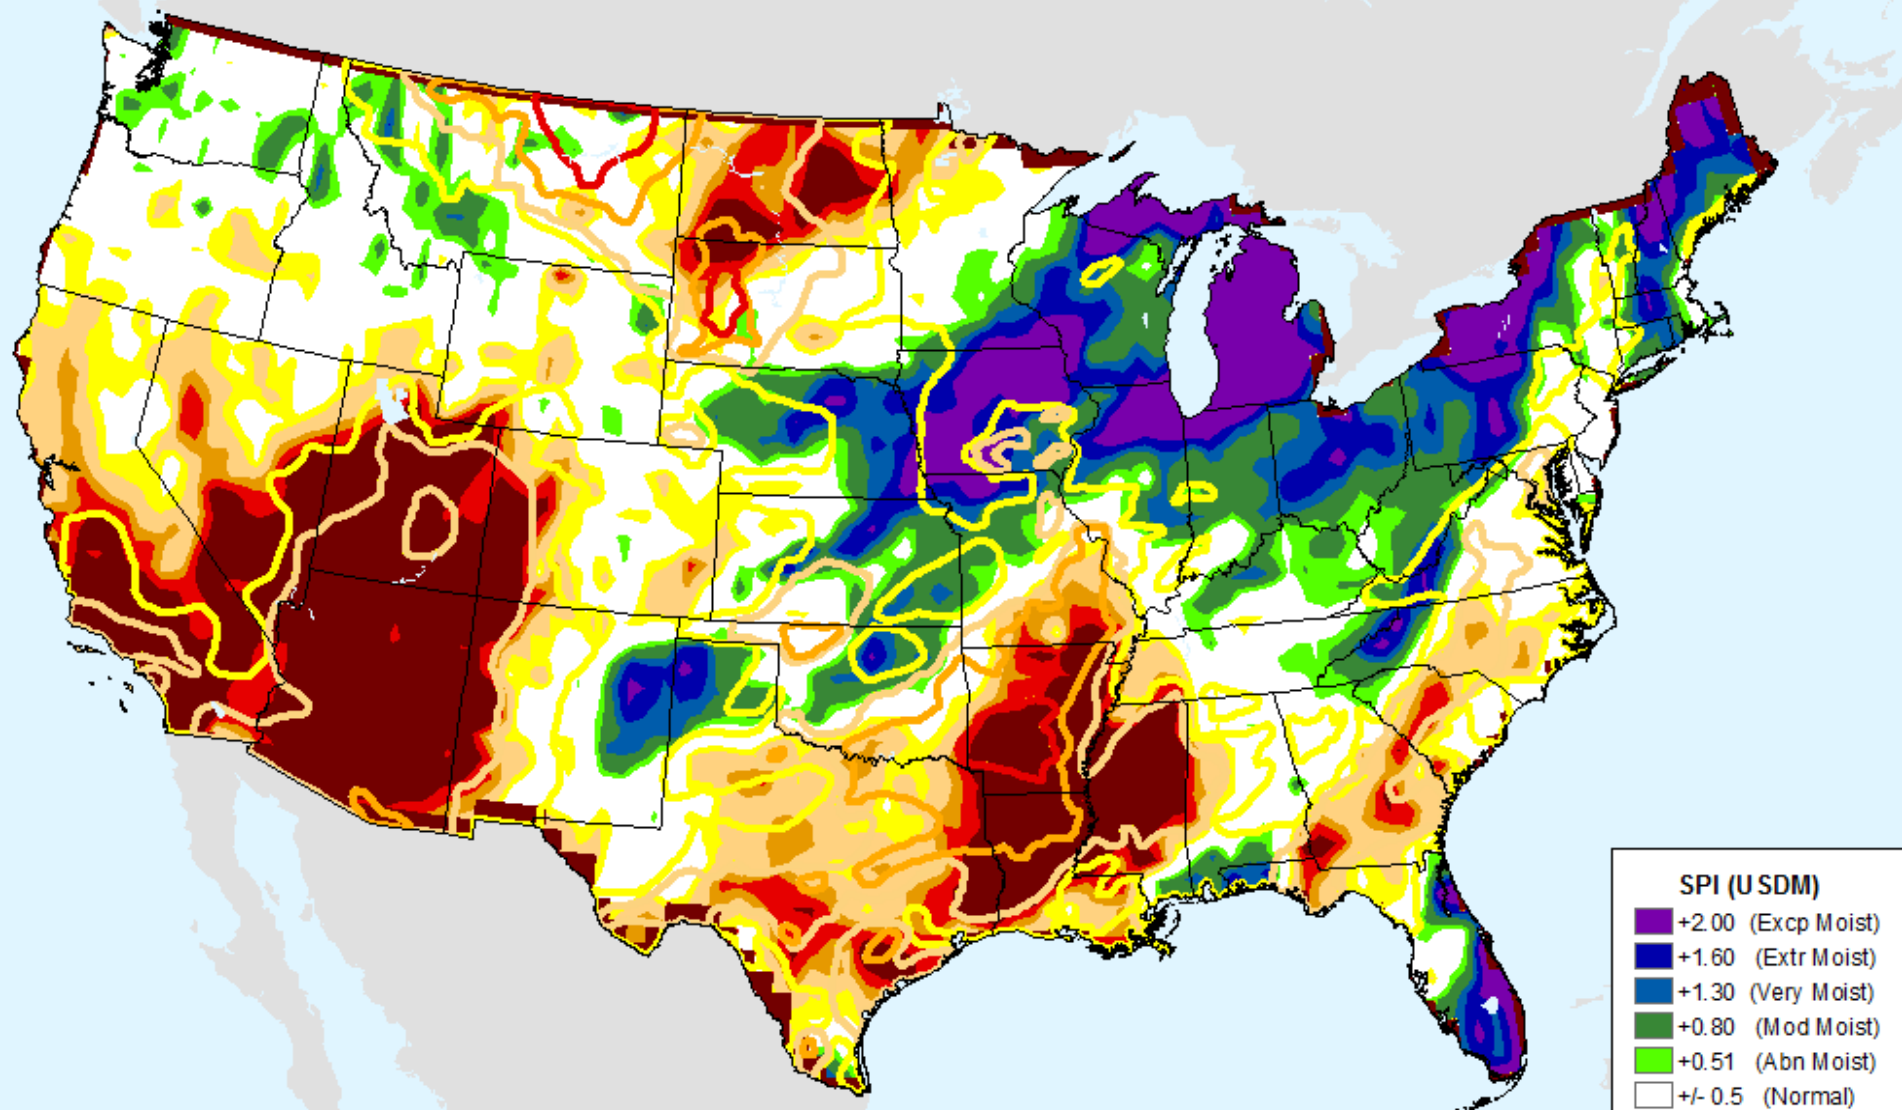 SPI (USDM)
+2.00 (Excp Moist)
+1.60 (Extr Moist)
+1.30 (Very Moist)
+0.80 (Mod Moist)
+0.51 (Abn Moist)
+/- 0.5 (Normal)